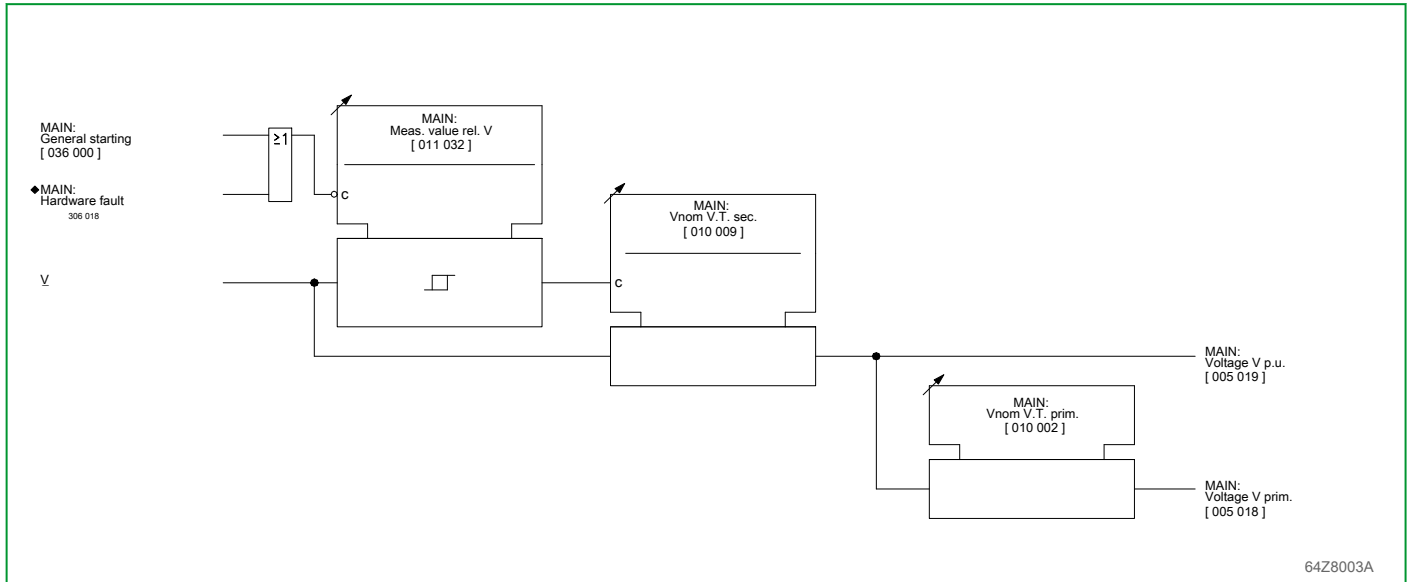 MAIN:
General starting
[ 036 000 ]
◆MAIN:
Hardware fault
306 018
V
≥1
MAIN:
Meas. value rel. V
[ 011 032 ]
C
MAIN:
Vnom V.T. sec.
[ 010 009 ]
C
MAIN:
Voltage V p.u.
[ 005 019 ]
MAIN:
Vnom V.T. prim.
[ 010 002 ]
MAIN:
Voltage V prim.
[ 005 018 ]
64Z8003A